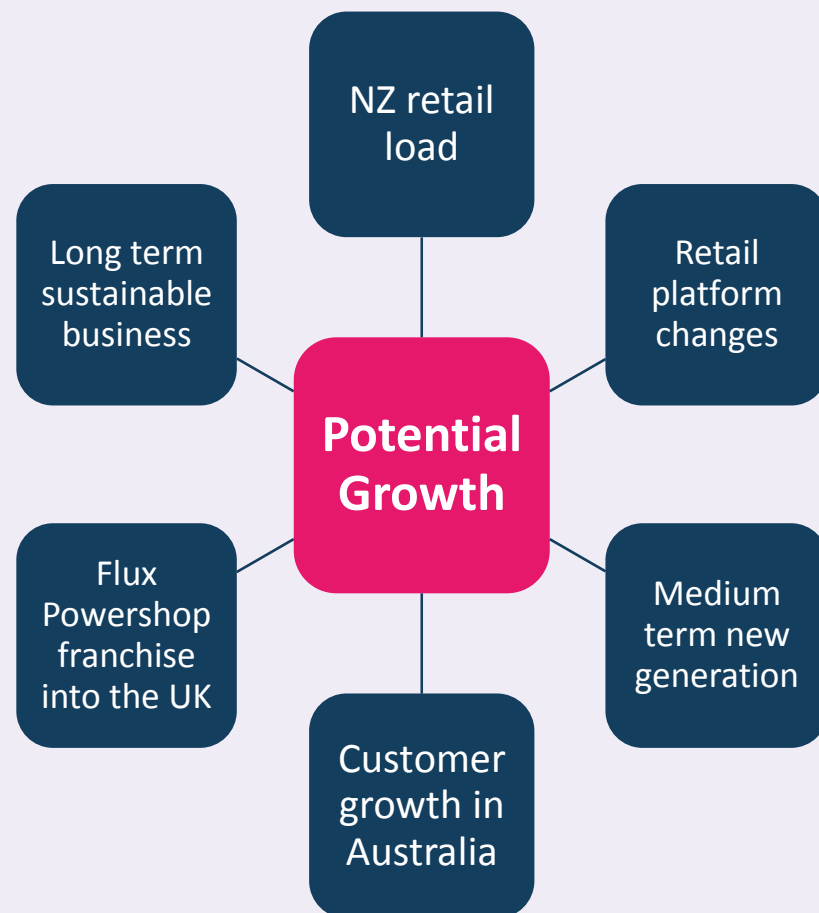 NZ retail
load
Long term
sustainable
business
Retail
platform
changes
Potential
Growth
Flux
Powershop
franchise
into the UK
Medium
term new
generation
Customer
growth in
Australia